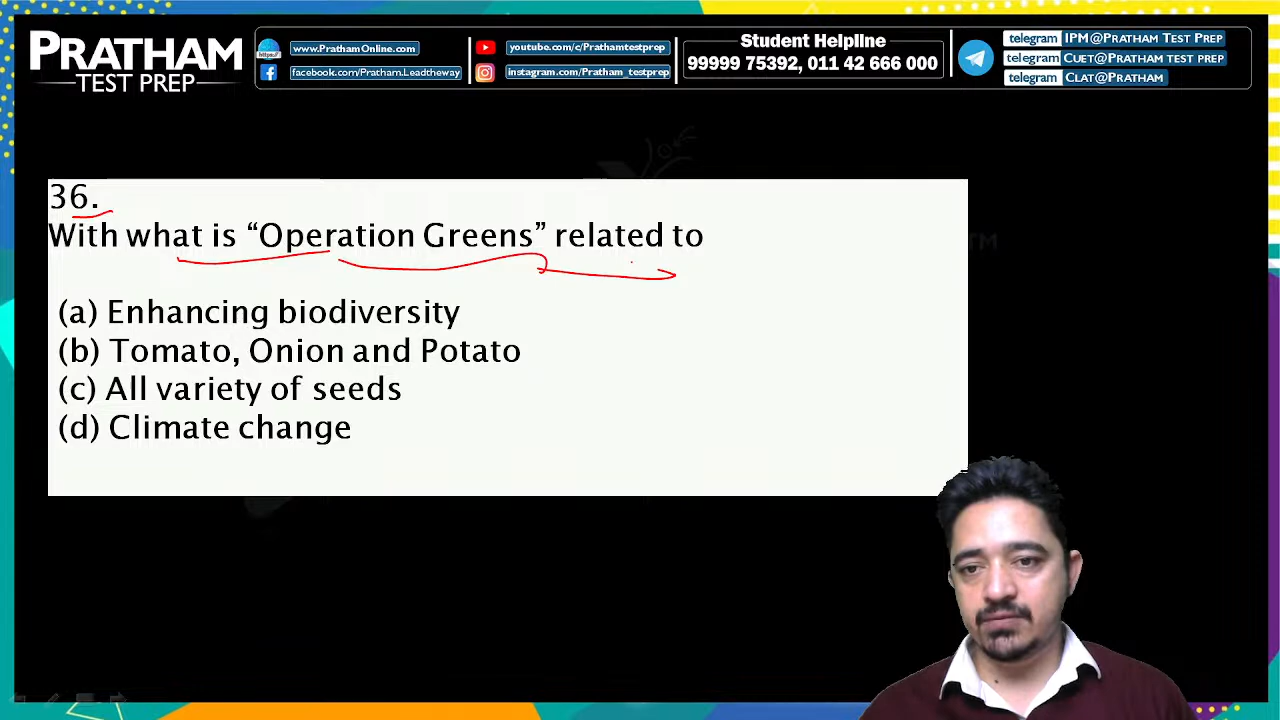 PRATHAM
TEST PREP
https://
www.PrathamOnline.com
facebook.com/Pratham.Leadtheway
youtube.com/c/Prathamtestprep
instagram.com/Pratham_testprep
Student Helpline
99999 75392, 011 42 666 000
telegram IPM@PRATHAM TEST PREP
telegram CUET@PRATHAM TEST PREP
telegram CLAT@PRATHAM
36.
With what is “Operation Greens” related to
(a) Enhancing biodiversity
(b) Tomato, Onion and Potato
(c) All variety of seeds
(d) Climate change
TM